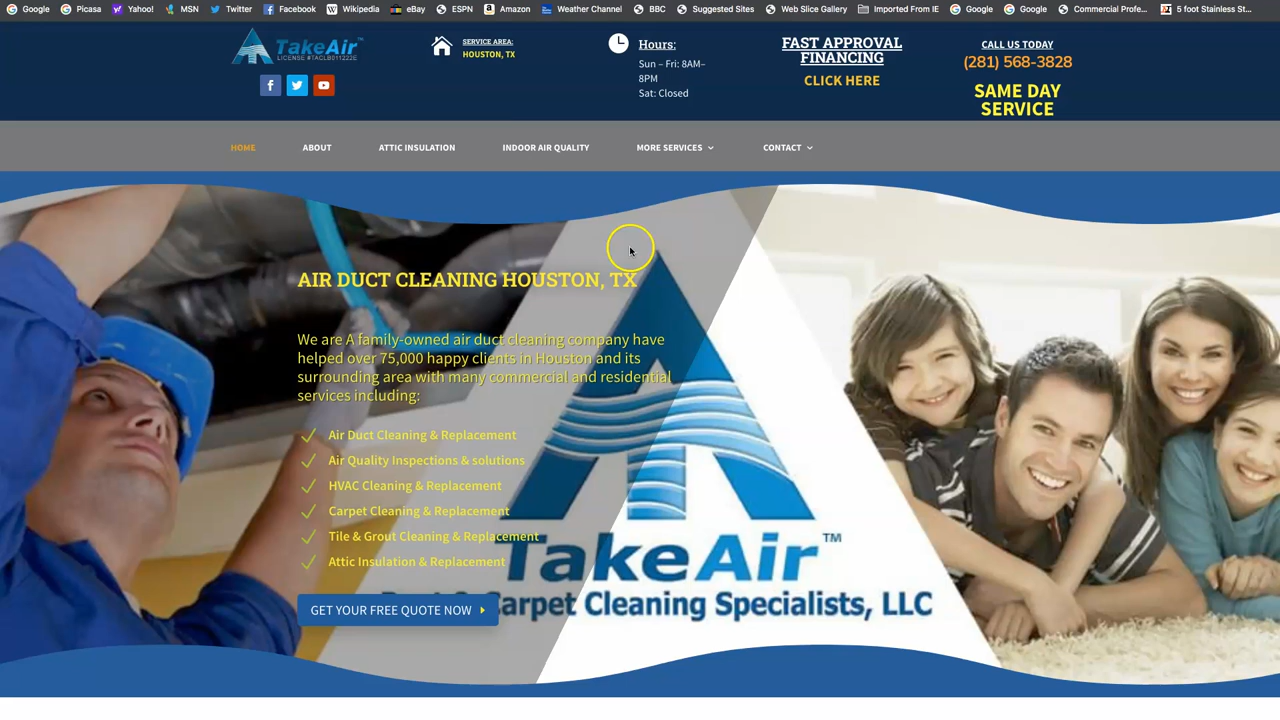 Google Picasa Yahoo! MSN Twitter Facebook Wikipedia eBay ESPN Amazon Weather Channel BBC Suggested Sites Web Slice Gallery Imported From IE Google Google Commercial Profe... 5 foot Stainless St...
TakeAir™
LICENSE #TACLB011222E
SERVICE AREA:
HOUSTON, TX
Hours:
Sun – Fri: 8AM–
8PM
Sat: Closed
FAST APPROVAL
FINANCING
CLICK HERE
CALL US TODAY
(281) 568-3828
SAME DAY
SERVICE
HOME ABOUT ATTIC INSULATION INDOOR AIR QUALITY MORE SERVICES CONTACT
AIR DUCT CLEANING HOUSTON, TX
We are A family-owned air duct cleaning company have
helped over 75,000 happy clients in Houston and its
surrounding area with many commercial and residential
services including:
Air Duct Cleaning & Replacement
Air Quality Inspections & solutions
HVAC Cleaning & Replacement
Carpet Cleaning & Replacement
Tile & Grout Cleaning & Replacement
Attic Insulation & Replacement
GET YOUR FREE QUOTE NOW
TakeAir™
Carpet Cleaning Specialists, LLC